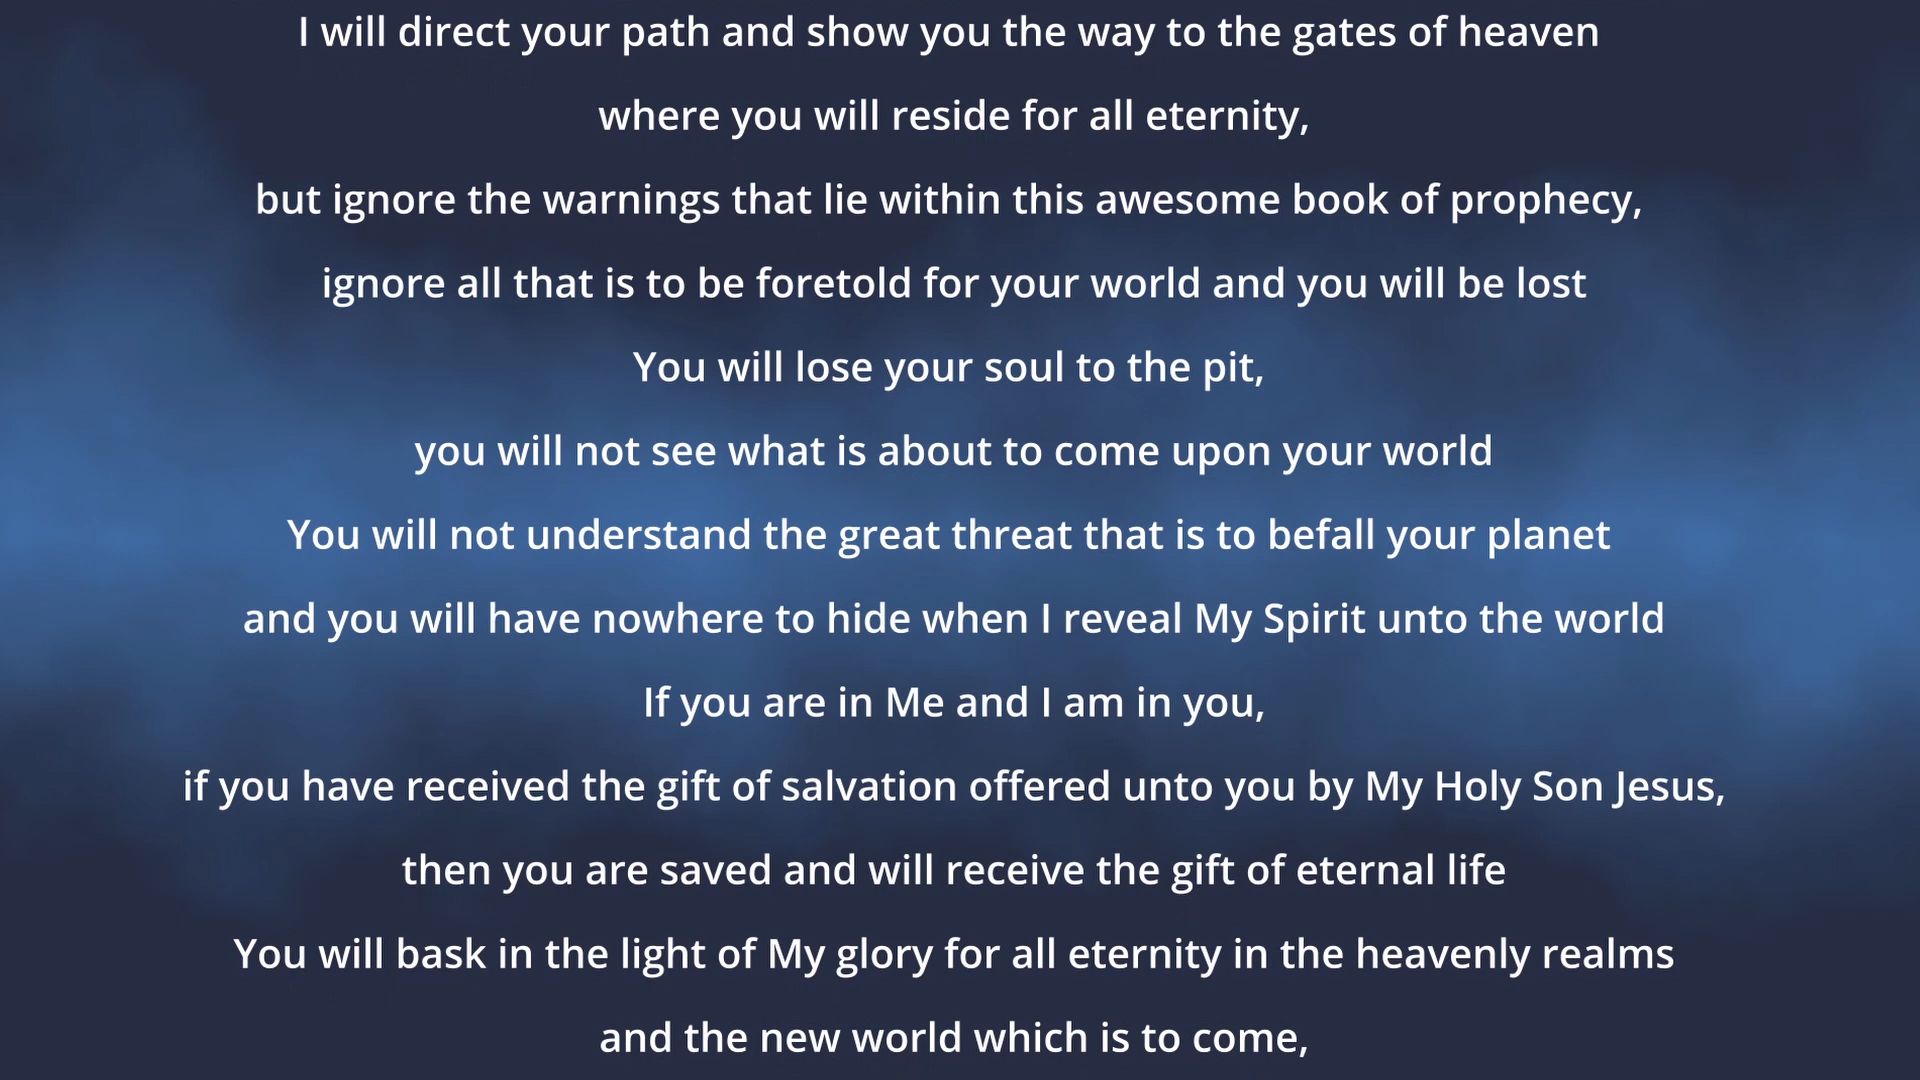 I will direct your path and show you the way to the gates of heaven
where you will reside for all eternity,
but ignore the warnings that lie within this awesome book of prophecy,
ignore all that is to be foretold for your world and you will be lost
You will lose your soul to the pit,
you will not see what is about to come upon your world
You will not understand the great threat that is to befall your planet
and you will have nowhere to hide when I reveal My Spirit unto the world
If you are in Me and I am in you,
if you have received the gift of salvation offered unto you by My Holy Son Jesus,
then you are saved and will receive the gift of eternal life
You will bask in the light of My glory for all eternity in the heavenly realms
and the new world which is to come,